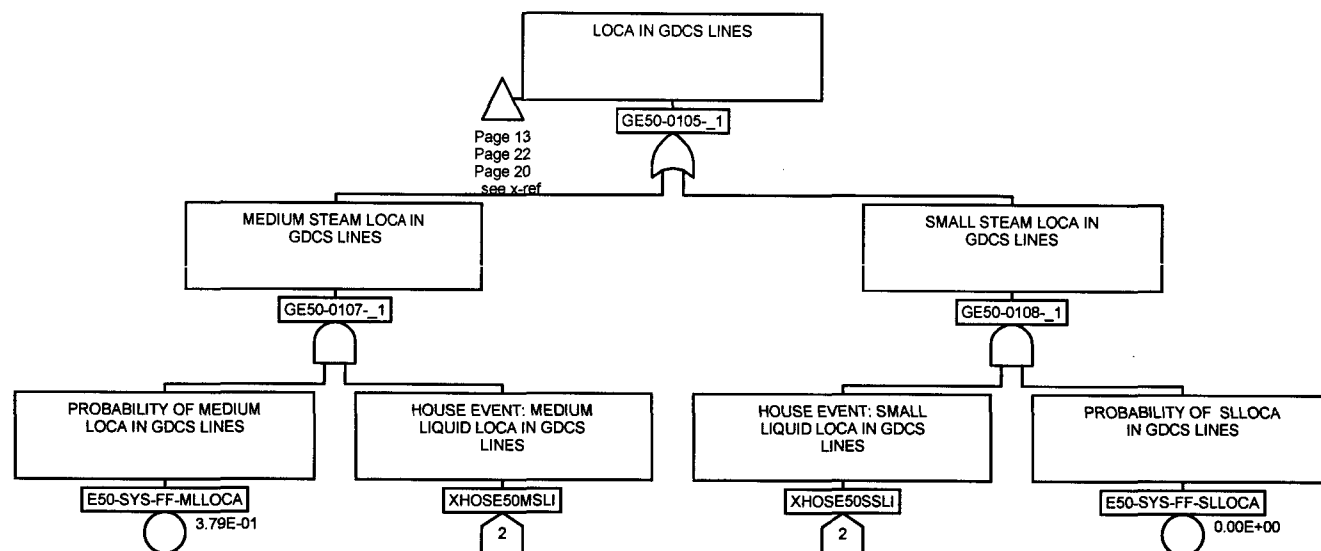 LOCA IN GDCS LINES
GE50-0105-_1
Page 13
Page 22
Page 20
see x-ref
MEDIUM STEAM LOCA IN
GDCS LINES
GE50-0107-_1
SMALL STEAM LOCA IN
GDCS LINES
GE50-0108-_1
PROBABILITY OF MEDIUM
LOCA IN GDCS LINES
E50-SYS-FF-MLLOCA
3.79E-01
HOUSE EVENT: MEDIUM
LIQUID LOCA IN GDCS
LINES
XHOSE50MSLI
2
HOUSE EVENT: SMALL
LIQUID LOCA IN GDCS
LINES
XHOSE50SSLI
2
PROBABILITY OF SLLOCA
IN GDCS LINES
E50-SYS-FF-SLLOCA
0.00E+00